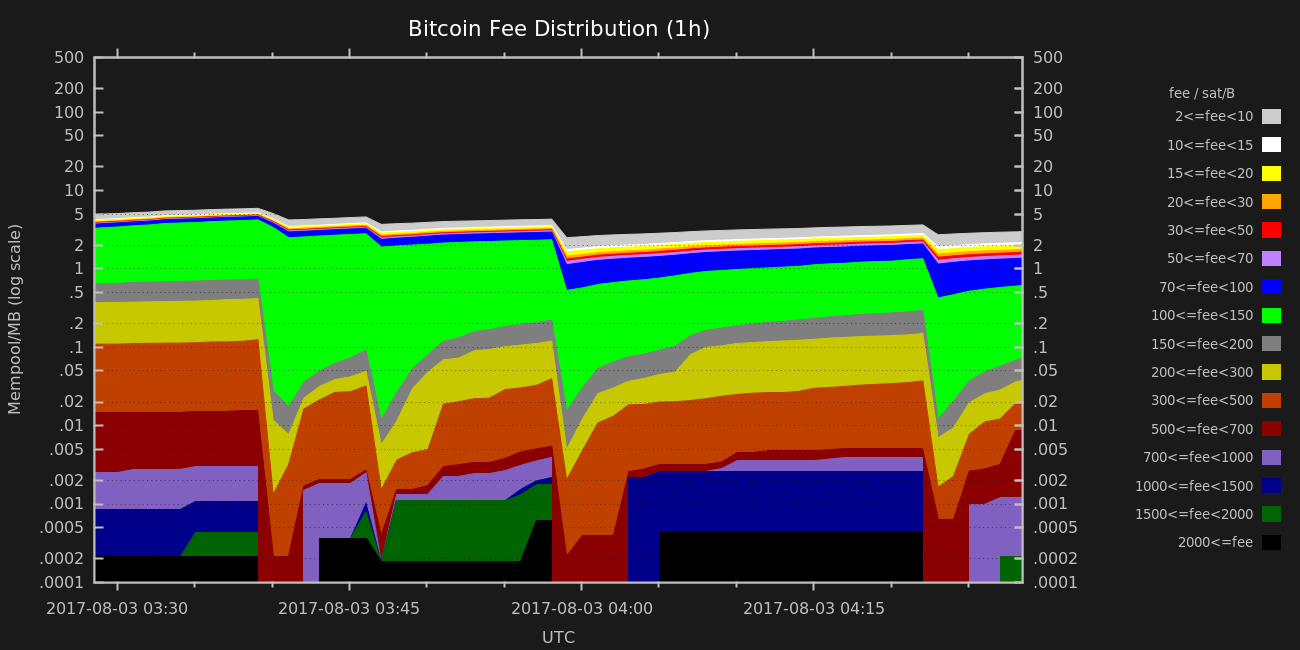 Bitcoin Fee Distribution (1h)
500
200
100
50
20
10
5
2
1
.5
.2
.1
.05
.02
.01
.005
.002
.001
.0005
.0002
.0001
Mempool/MB (log scale)
500
200
100
50
20
10
5
2
1
.5
.2
.1
.05
.02
.01
.005
.002
.001
.0005
.0002
.0001
2017-08-03 03:30
2017-08-03 03:45
2017-08-03 04:00
2017-08-03 04:15
UTC
fee / sat/B
2<=fee<10
10<=fee<15
15<=fee<20
20<=fee<30
30<=fee<50
50<=fee<70
70<=fee<100
100<=fee<150
150<=fee<200
200<=fee<300
300<=fee<500
500<=fee<700
700<=fee<1000
1000<=fee<1500
1500<=fee<2000
2000<=fee